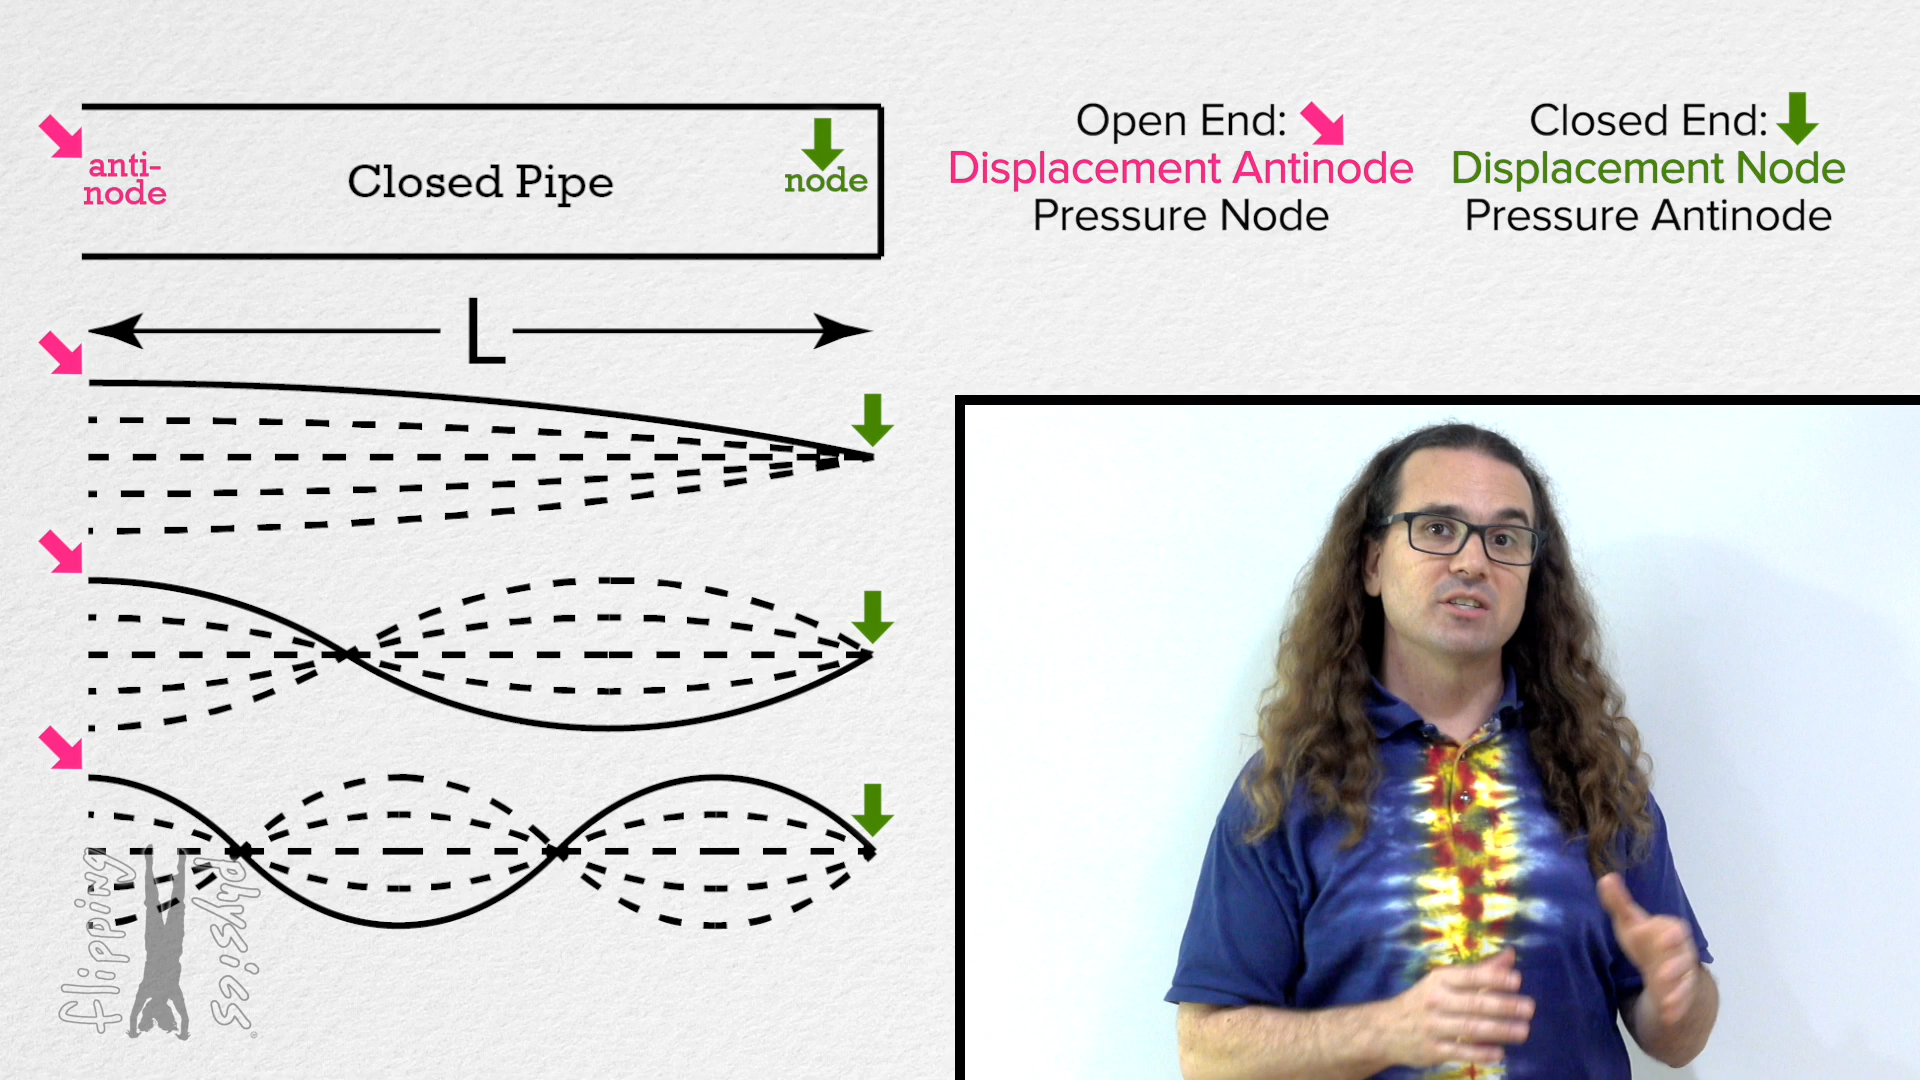 anti-
node
Closed Pipe
node
L
Open End:
Displacement Antinode
Pressure Node
Closed End:
Displacement Node
Pressure Antinode
flipping
physics